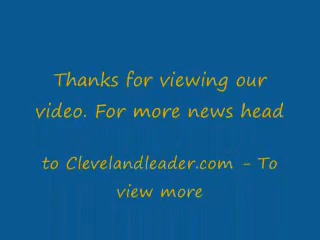 Thanks for viewing our
video. For more news head
to Clevelandleader.com - To
view more